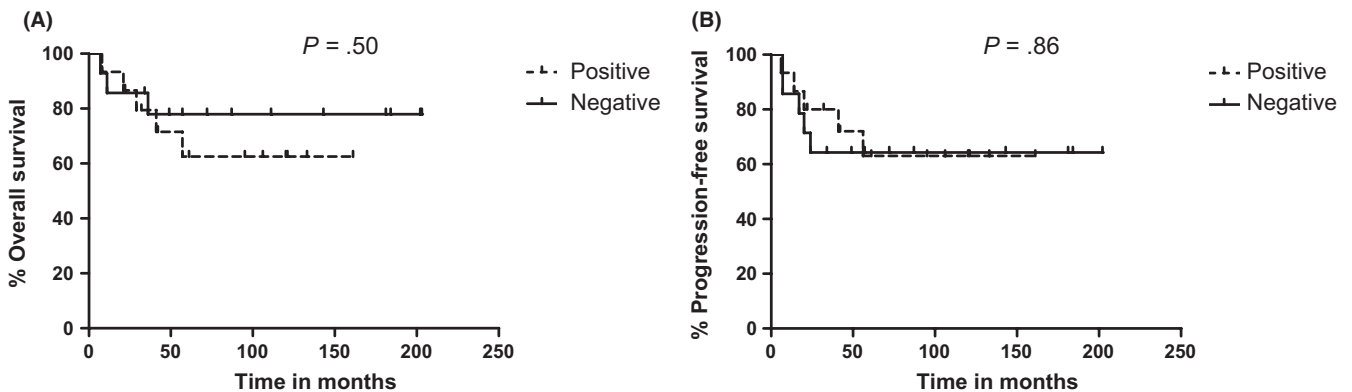 (A)
P = .50
% Overall survival
100
80
60
40
20
0
0 50 100 150 200 250
Time in months
Positive
Negative
(B)
P = .86
% Progression-free survival
100
80
60
40
20
0
0 50 100 150 200 250
Time in months
Positive
Negative